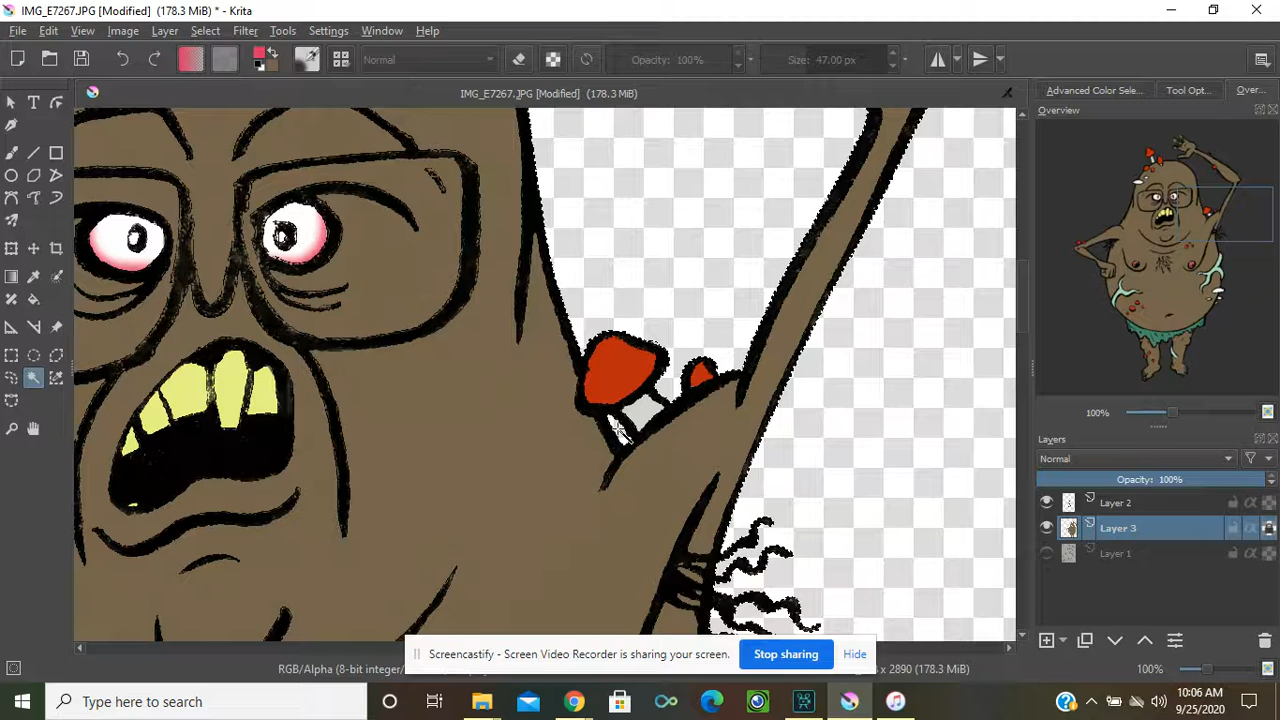 IMG_E7267.JPG [Modified] (178.3 MiB) * - Krita
File Edit View Image Layer Select Filter Tools Settings Window Help
Normal
Opacity: 100%
Size: 47.00 px
IMG_E7267.JPG [Modified] (178.3 MiB)
Advanced Color Sele... Tool Opt... Over...
Overview
100%
Layers
Normal
Opacity: 100%
Layer 2
Layer 3
Layer 1
Screencastify - Screen Video Recorder is sharing your screen. Stop sharing Hide
RGB/Alpha (8-bit integer/ 2890 (178.3 MiB) 100%
Type here to search
10:06 AM
9/25/2020